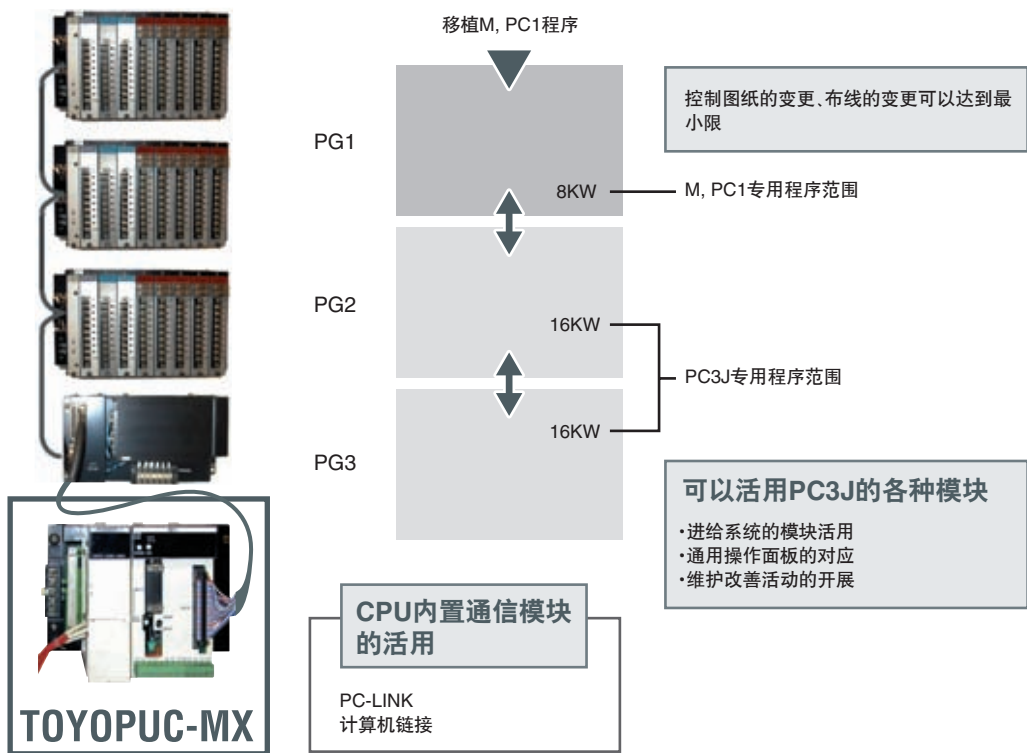 移植M, PC1程序
控制图纸的变更、布线的变更可以达到最
小限
PG1
8KW
M, PC1专用程序范围
PG2
16KW
PC3J专用程序范围
16KW
PG3
可以活用PC3J的各种模块
·进给系统的模块活用
·通用操作面板的对应
·维护改善活动的开展
CPU内置通信模块
的活用
PC-LINK
计算机链接
TOYOPUC-MX